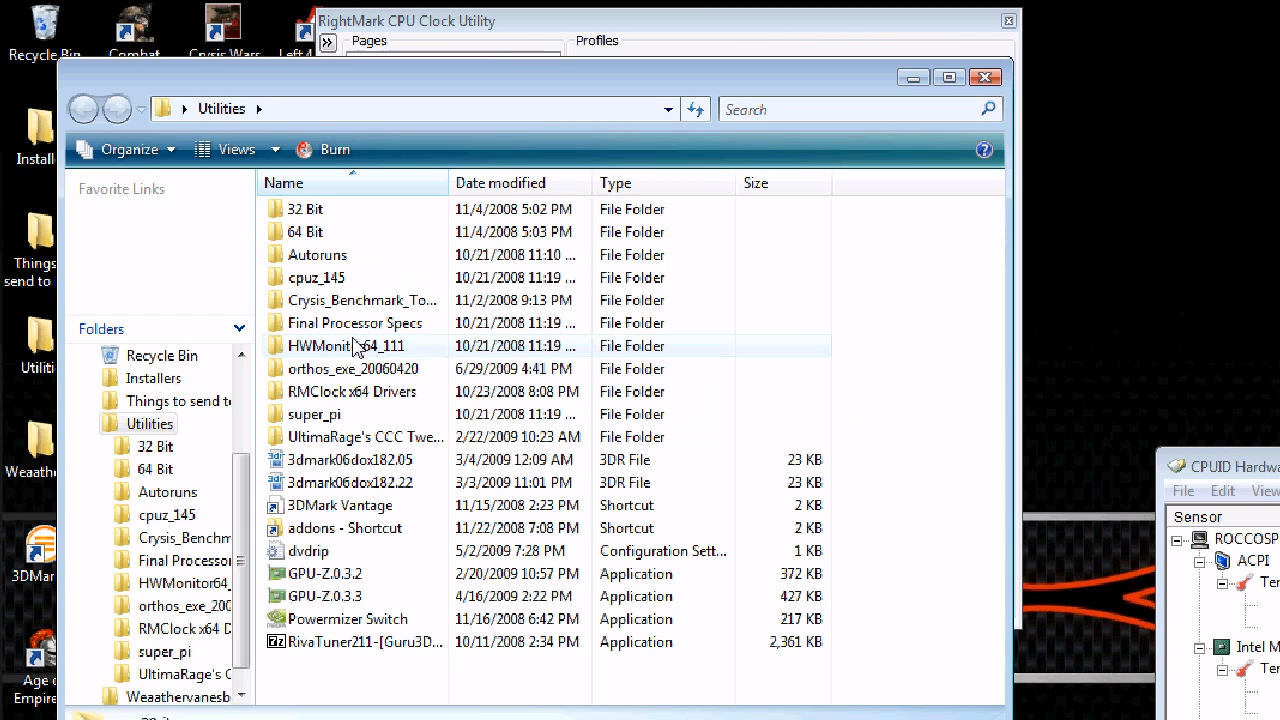 Recycle Bin
Combat
Crysis Wars
Install
Things
send to
Utiliti
3DMar
Age o
Empire
RightMark CPU Clock Utility
Pages
Profiles
Utilities
Search
Organize
Views
Burn
Favorite Links
Folders
Recycle Bin
Installers
Things to send to
Utilities
32 Bit
64 Bit
Autoruns
cpuz_145
Crysis_Benchm
Final Processor
HWMonitor64_
orthos_exe_200
RMClock x64 D
super_pi
UltimaRage's C
Weaathervanesb
Name Date modified Type Size
32 Bit 11/4/2008 5:02 PM File Folder
64 Bit 11/4/2008 5:03 PM File Folder
Autoruns 10/21/2008 11:10 ... File Folder
cpuz_145 10/21/2008 11:19 ... File Folder
Crysis_Benchmark_To... 11/2/2008 9:13 PM File Folder
Final Processor Specs 10/21/2008 11:19 ... File Folder
HWMonit x64_111 10/21/2008 11:19 ... File Folder
orthos_exe_20060420 6/29/2009 4:41 PM File Folder
RMClock x64 Drivers 10/23/2008 8:08 PM File Folder
super_pi 10/21/2008 11:19 ... File Folder
UltimaRage's CCC Twe... 2/22/2009 10:23 AM File Folder
3dmark06dox182.05 3/4/2009 12:09 AM 3DR File 23 KB
3dmark06dox182.22 3/3/2009 11:01 PM 3DR File 23 KB
3DMark Vantage 11/15/2008 2:23 PM Shortcut 2 KB
addons - Shortcut 11/22/2008 7:08 PM Shortcut 2 KB
dvdrip 5/2/2009 7:28 PM Configuration Sett... 1 KB
GPU-Z.0.3.2 2/20/2009 10:57 PM Application 372 KB
GPU-Z.0.3.3 4/16/2009 2:22 PM Application 427 KB
Powermizer Switch 11/16/2008 6:42 PM Application 217 KB
RivaTuner211-[Guru3D... 10/11/2008 2:34 PM Application 2,361 KB
CPUID Hardwa
File Edit View
Sensor
ROCCOSP
ACPI
Te
Intel M
Te